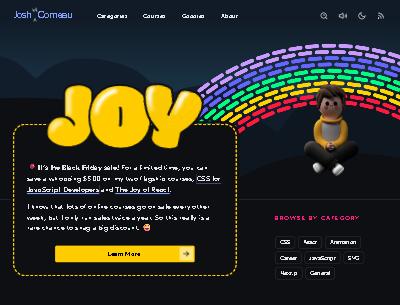 Josh Comeau
Categories Courses Goodies About
JOY
It's the Black Friday sale! For a limited time, you can
save a whopping $500 on my two flagship courses, CSS for
JavaScript Developers and The Joy of React.
I know that lots of online courses go on sale every other
week, but I only run sales twice a year. So this really is a
rare chance to snag a big discount.
Learn More
BROWSE BY CATEGORY
CSS React Animation
Career JavaScript SVG
Next.js General